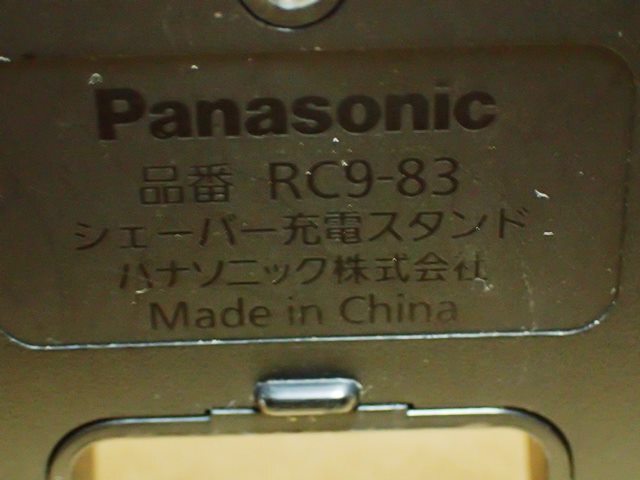 Panasonic
品番 RC9-83
シェーバー充電スタンド
パナソニック株式会社
Made in China